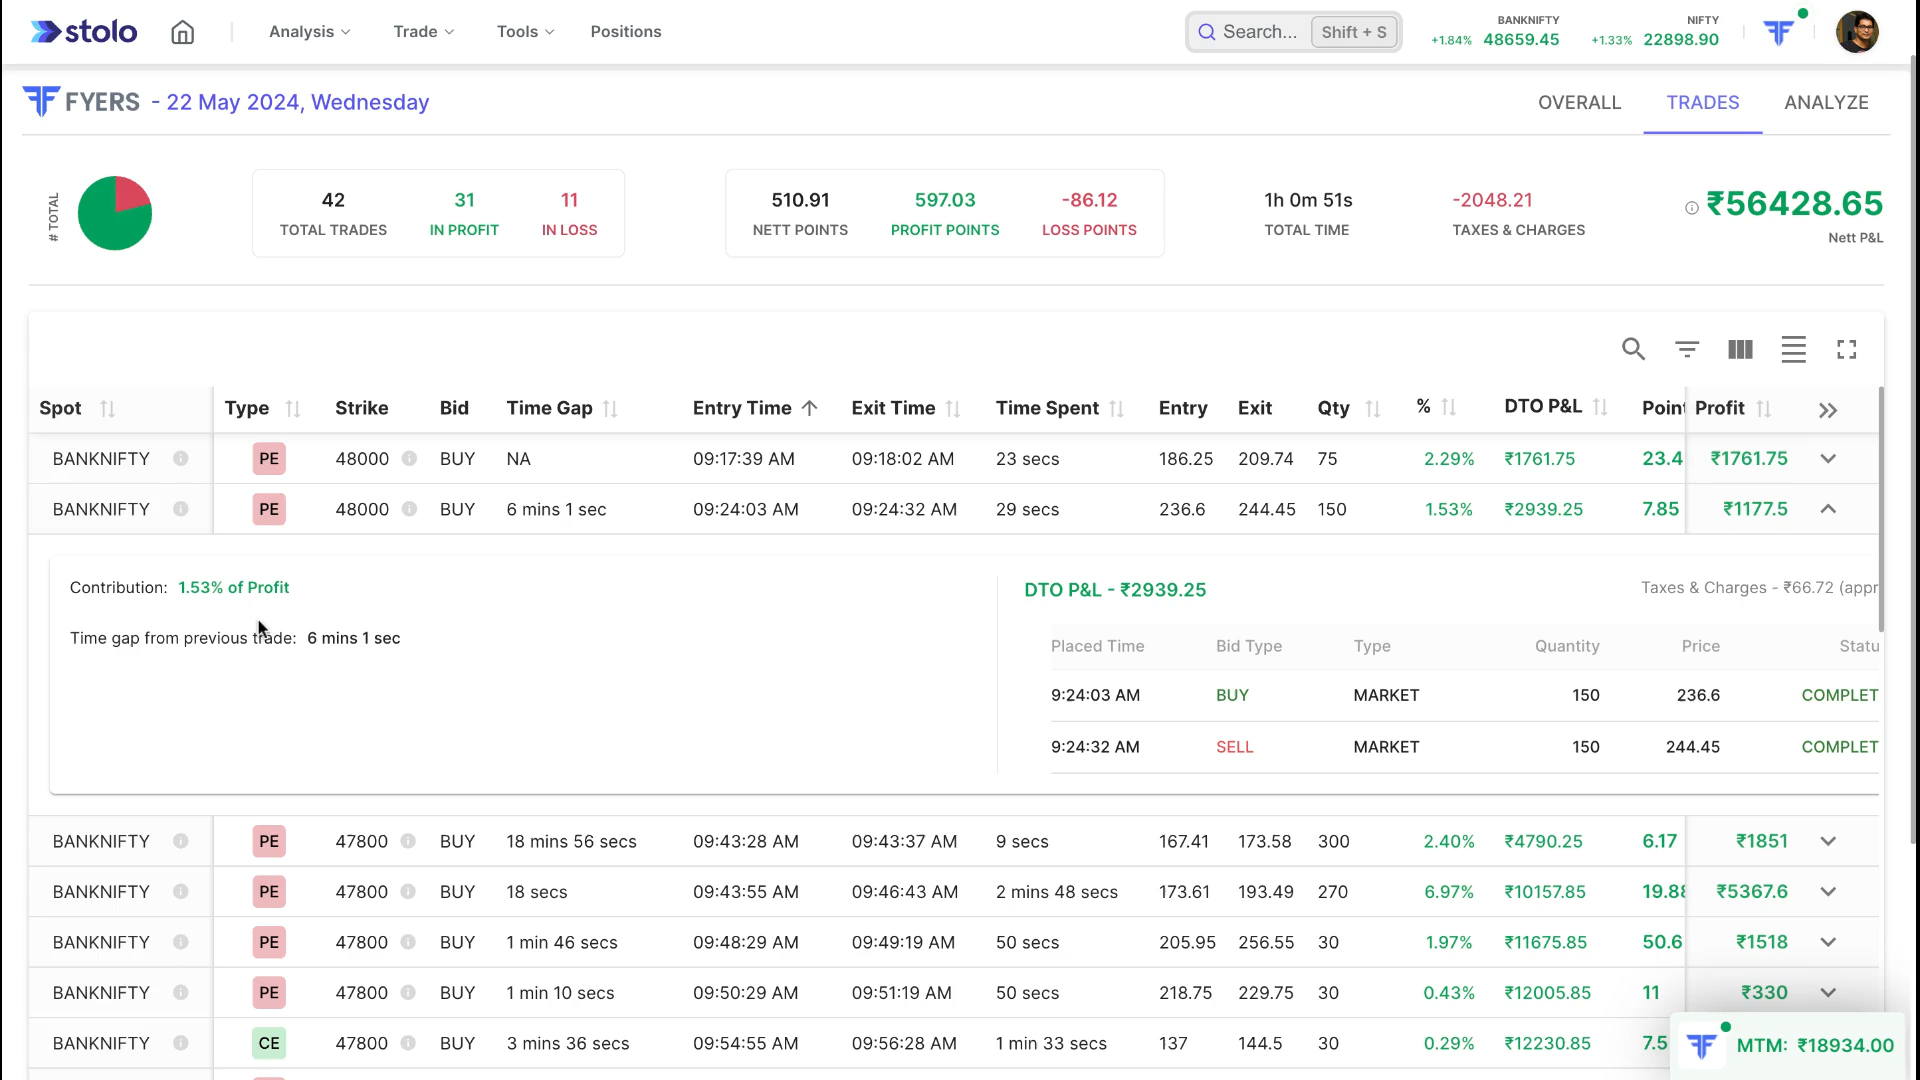 stolo Analysis Trade Tools Positions Search... Shift + S BANKNIFTY +1.84% 48659.45 NIFTY +1.33% 22898.90
FYERS - 22 May 2024, Wednesday OVERALL TRADES ANALYZE
# TOTAL
42 31 11 510.91 597.03 -86.12 1h 0m 51s -2048.21 ₹56428.65
TOTAL TRADES IN PROFIT IN LOSS NETT POINTS PROFIT POINTS LOSS POINTS TOTAL TIME TAXES & CHARGES Nett P&L
Spot Type Strike Bid Time Gap Entry Time Exit Time Time Spent Entry Exit Qty % DTO P&L Point Profit
BANKNIFTY PE 48000 BUY NA 09:17:39 AM 09:18:02 AM 23 secs 186.25 209.74 75 2.29% ₹1761.75 23.4 ₹1761.75
BANKNIFTY PE 48000 BUY 6 mins 1 sec 09:24:03 AM 09:24:32 AM 29 secs 236.6 244.45 150 1.53% ₹2939.25 7.85 ₹1177.5
Contribution: 1.53% of Profit
Time gap from previous trade: 6 mins 1 sec
DTO P&L - ₹2939.25 Taxes & Charges - ₹66.72 (appr
Placed Time Bid Type Type Quantity Price Statu
9:24:03 AM BUY MARKET 150 236.6 COMPLET
9:24:32 AM SELL MARKET 150 244.45 COMPLET
BANKNIFTY PE 47800 BUY 18 mins 56 secs 09:43:28 AM 09:43:37 AM 9 secs 167.41 173.58 300 2.40% ₹4790.25 6.17 ₹1851
BANKNIFTY PE 47800 BUY 18 secs 09:43:55 AM 09:46:43 AM 2 mins 48 secs 173.61 193.49 270 6.97% ₹10157.85 19.88 ₹5367.6
BANKNIFTY PE 47800 BUY 1 min 46 secs 09:48:29 AM 09:49:19 AM 50 secs 205.95 256.55 30 1.97% ₹11675.85 50.6 ₹1518
BANKNIFTY PE 47800 BUY 1 min 10 secs 09:50:29 AM 09:51:19 AM 50 secs 218.75 229.75 30 0.43% ₹12005.85 11 ₹330
BANKNIFTY CE 47800 BUY 3 mins 36 secs 09:54:55 AM 09:56:28 AM 1 min 33 secs 137 144.5 30 0.29% ₹12230.85 7.5
MTM: ₹18934.00